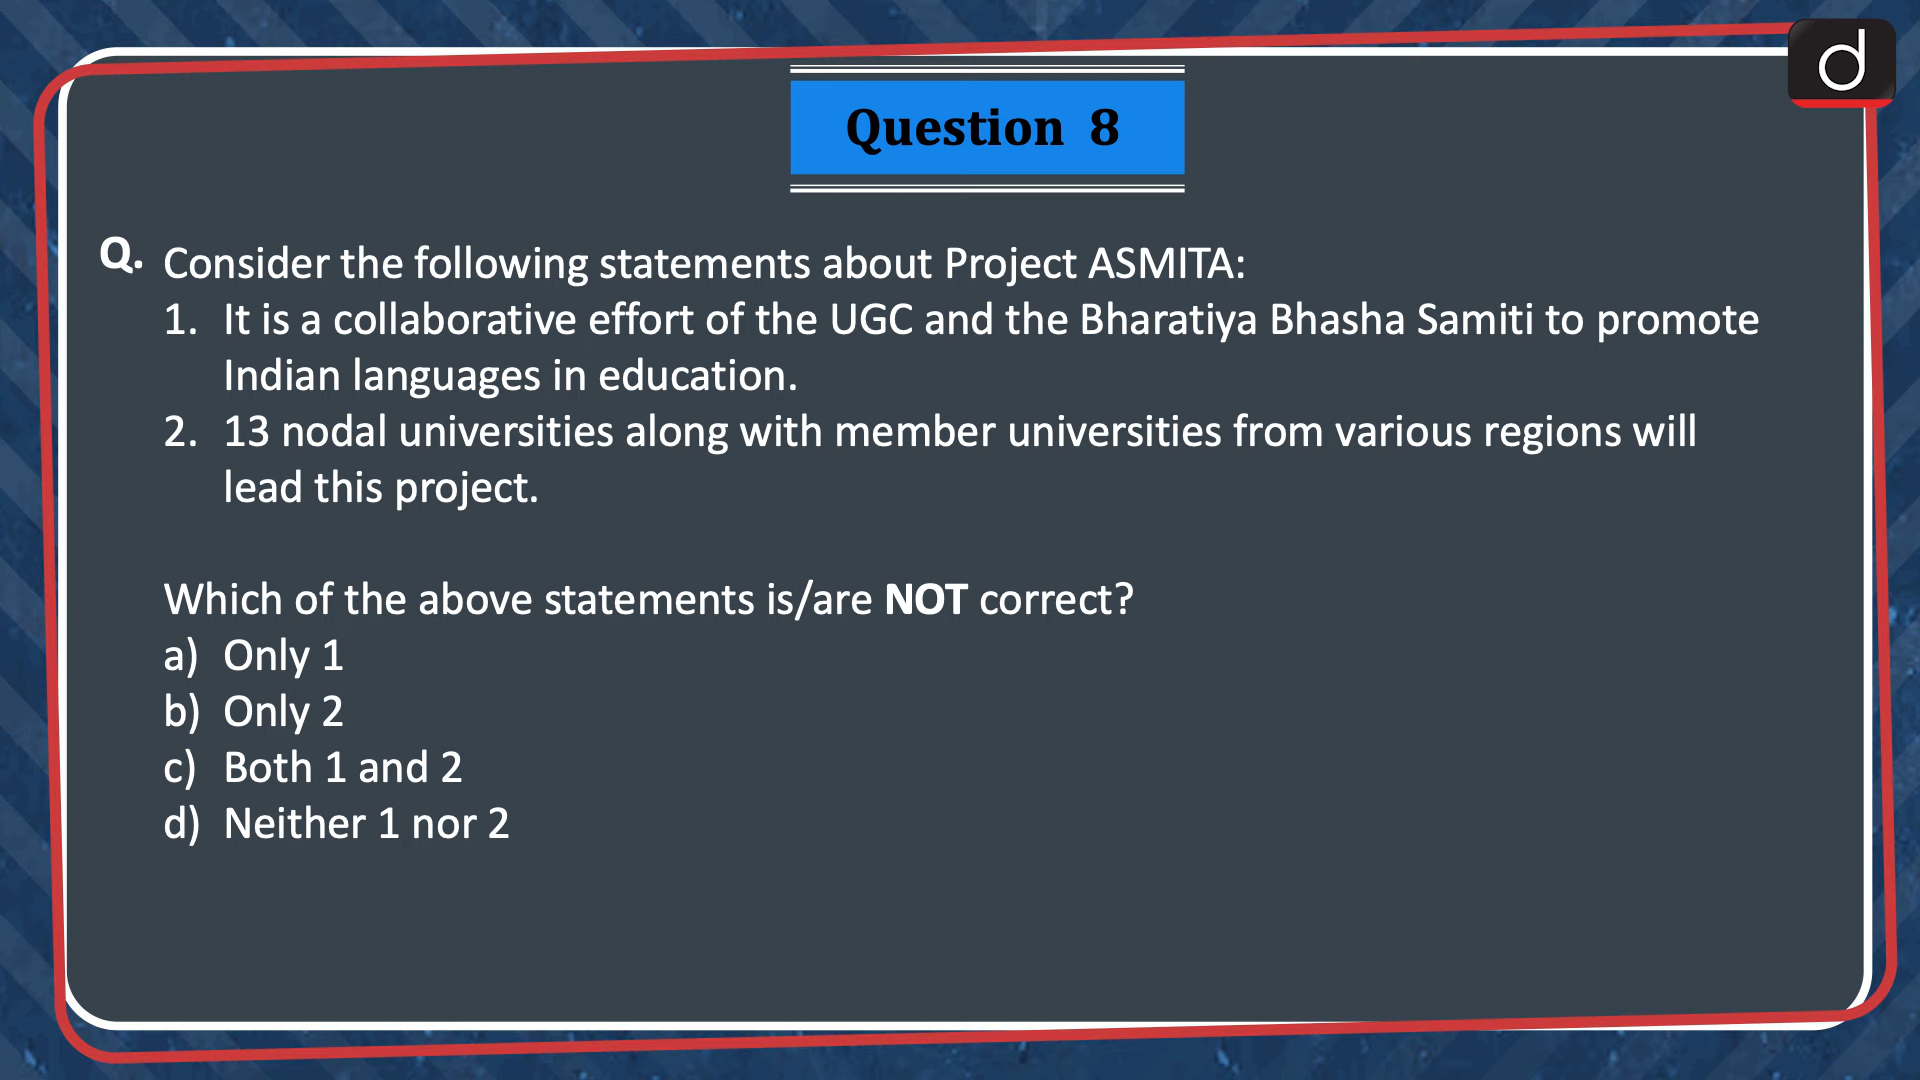 Question 8
Q. Consider the following statements about Project ASMITA:
1. It is a collaborative effort of the UGC and the Bharatiya Bhasha Samiti to promote
Indian languages in education.
2. 13 nodal universities along with member universities from various regions will
lead this project.
Which of the above statements is/are NOT correct?
a) Only 1
b) Only 2
c) Both 1 and 2
d) Neither 1 nor 2
d